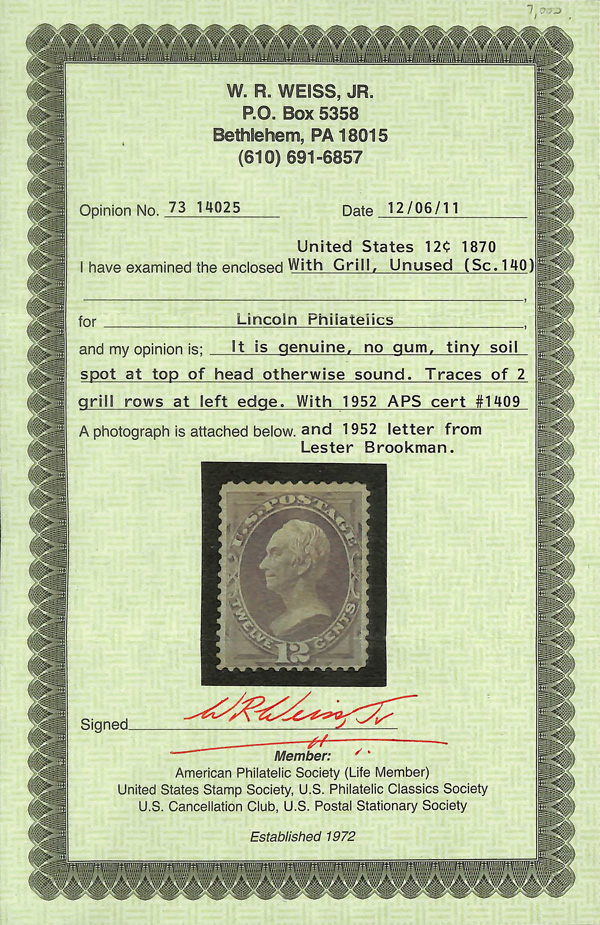 7,000
W. R. WEISS, JR.
P.O. Box 5358
Bethlehem, PA 18015
(610) 691-6857
Opinion No. 73 14025 Date 12/06/11
United States 12¢ 1870
I have examined the enclosed With Grill, Unused (Sc.140)
,
for Lincoln Philatelics ,
and my opinion is; It is genuine, no gum, tiny soil
spot at top of head otherwise sound. Traces of 2
grill rows at left edge. With 1952 APS cert #1409
A photograph is attached below. and 1952 letter from
Lester Brookman.
U.S. POSTAGE
TWELVE 12 CENTS
Signed W R Weiss, Jr
Member:
American Philatelic Society (Life Member)
United States Stamp Society, U.S. Philatelic Classics Society
U.S. Cancellation Club, U.S. Postal Stationary Society
Established 1972